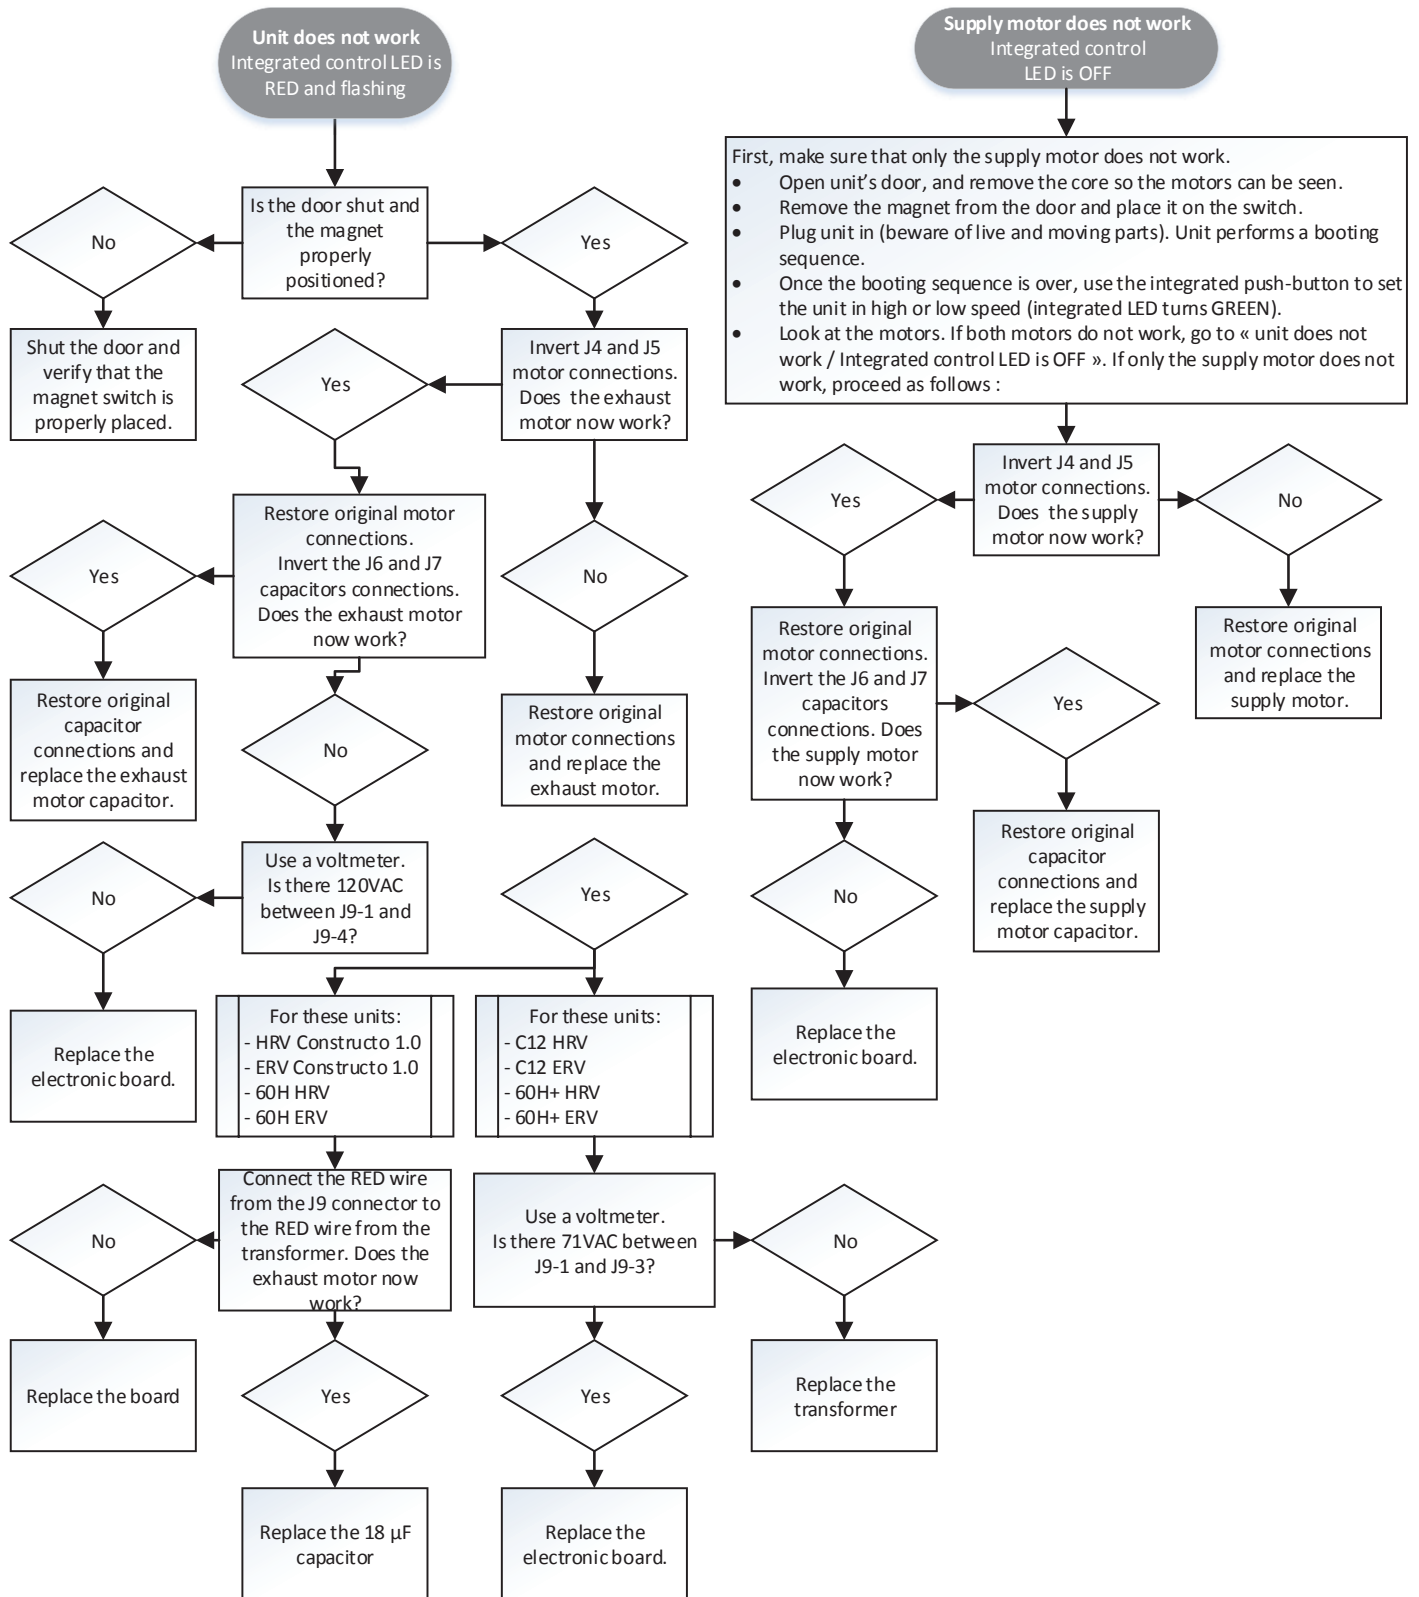 Unit does not work
Integrated control LED is
RED and flashing
Is the door shut and
the magnet
properly
positioned?
No
Yes
Shut the door and
verify that the
magnet switch is
properly placed.
Invert J4 and J5
motor connections.
Does the exhaust
motor now work?
Yes
No
Restore original motor
connections.
Invert the J6 and J7
capacitors connections.
Does the exhaust motor
now work?
Yes
No
Restore original
capacitor
connections and
replace the exhaust
motor capacitor.
Restore original
motor connections
and replace the
exhaust motor.
Use a voltmeter.
Is there 120VAC
between J9-1 and
J9-4?
No
Yes
Replace the
electronic board.
For these units:
- HRV Constructo 1.0
- ERV Constructo 1.0
- 60H HRV
- 60H ERV
For these units:
- C12 HRV
- C12 ERV
- 60H+ HRV
- 60H+ ERV
Connect the RED wire
from the J9 connector to
the RED wire from the
transformer. Does the
exhaust motor now
work?
No
Replace the board
Yes
Replace the 18 µF
capacitor
Use a voltmeter.
Is there 71VAC between
J9-1 and J9-3?
Yes
Replace the
electronic board.
No
Replace the
transformer
Supply motor does not work
Integrated control
LED is OFF
First, make sure that only the supply motor does not work.
• Open unit’s door, and remove the core so the motors can be seen.
• Remove the magnet from the door and place it on the switch.
• Plug unit in (beware of live and moving parts). Unit performs a booting
sequence.
• Once the booting sequence is over, use the integrated push-button to set
the unit in high or low speed (integrated LED turns GREEN).
• Look at the motors. If both motors do not work, go to « unit does not
work / Integrated control LED is OFF ». If only the supply motor does not
work, proceed as follows :
Invert J4 and J5
motor connections.
Does the supply
motor now work?
Yes
No
Restore original
motor connections.
Invert the J6 and J7
capacitors
connections. Does
the supply motor
now work?
Restore original
motor connections
and replace the
supply motor.
Yes
No
Restore original
capacitor
connections and
replace the supply
motor capacitor.
Replace the
electronic board.